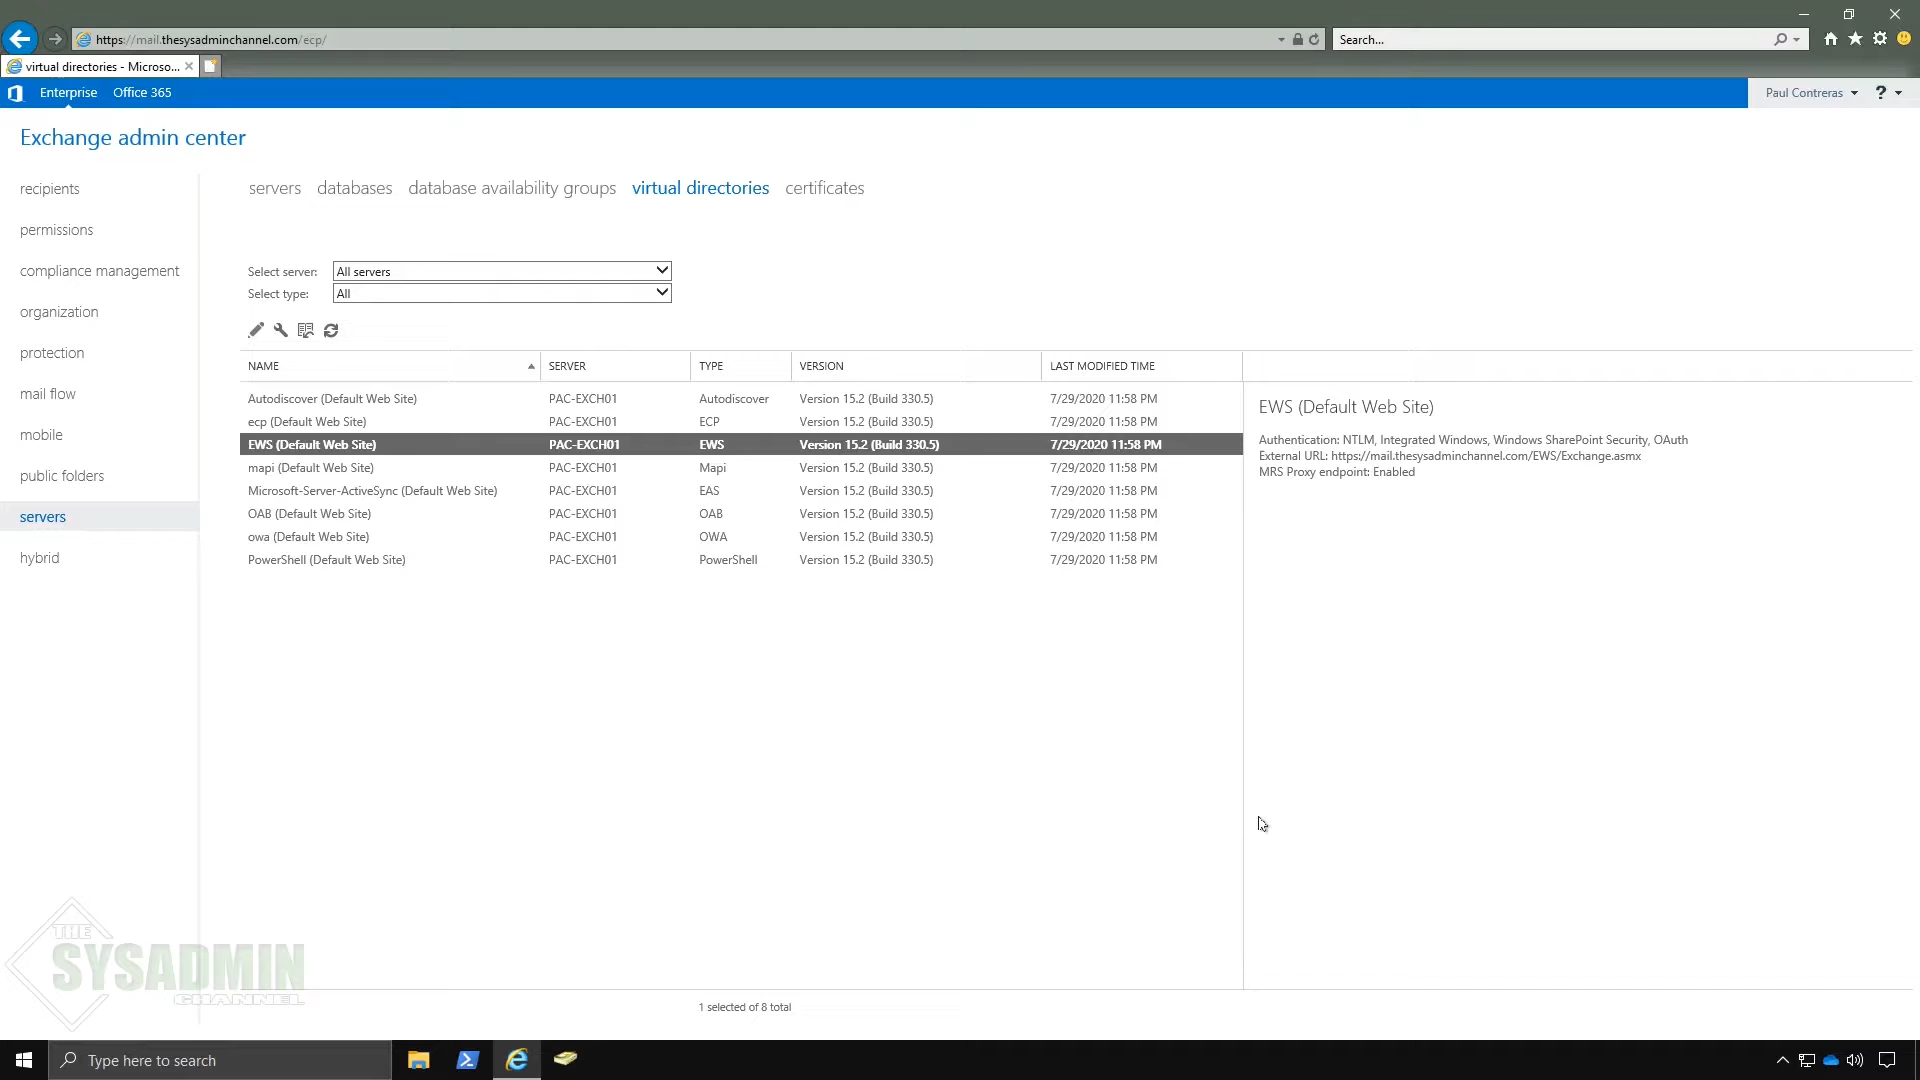 https://mail.thesysadminchannel.com/ecp/
Search...
virtual directories - Microso...
Enterprise Office 365
Paul Contreras ?
Exchange admin center
recipients
permissions
compliance management
organization
protection
mail flow
mobile
public folders
servers
hybrid
servers databases database availability groups virtual directories certificates
Select server: All servers
Select type: All
NAME SERVER TYPE VERSION LAST MODIFIED TIME
Autodiscover (Default Web Site) PAC-EXCH01 Autodiscover Version 15.2 (Build 330.5) 7/29/2020 11:58 PM
ecp (Default Web Site) PAC-EXCH01 ECP Version 15.2 (Build 330.5) 7/29/2020 11:58 PM
EWS (Default Web Site) PAC-EXCH01 EWS Version 15.2 (Build 330.5) 7/29/2020 11:58 PM
mapi (Default Web Site) PAC-EXCH01 Mapi Version 15.2 (Build 330.5) 7/29/2020 11:58 PM
Microsoft-Server-ActiveSync (Default Web Site) PAC-EXCH01 EAS Version 15.2 (Build 330.5) 7/29/2020 11:58 PM
OAB (Default Web Site) PAC-EXCH01 OAB Version 15.2 (Build 330.5) 7/29/2020 11:58 PM
owa (Default Web Site) PAC-EXCH01 OWA Version 15.2 (Build 330.5) 7/29/2020 11:58 PM
PowerShell (Default Web Site) PAC-EXCH01 PowerShell Version 15.2 (Build 330.5) 7/29/2020 11:58 PM
EWS (Default Web Site)
Authentication: NTLM, Integrated Windows, Windows SharePoint Security, OAuth
External URL: https://mail.thesysadminchannel.com/EWS/Exchange.asmx
MRS Proxy endpoint: Enabled
1 selected of 8 total
THE
SYSADMIN
CHANNEL
Type here to search